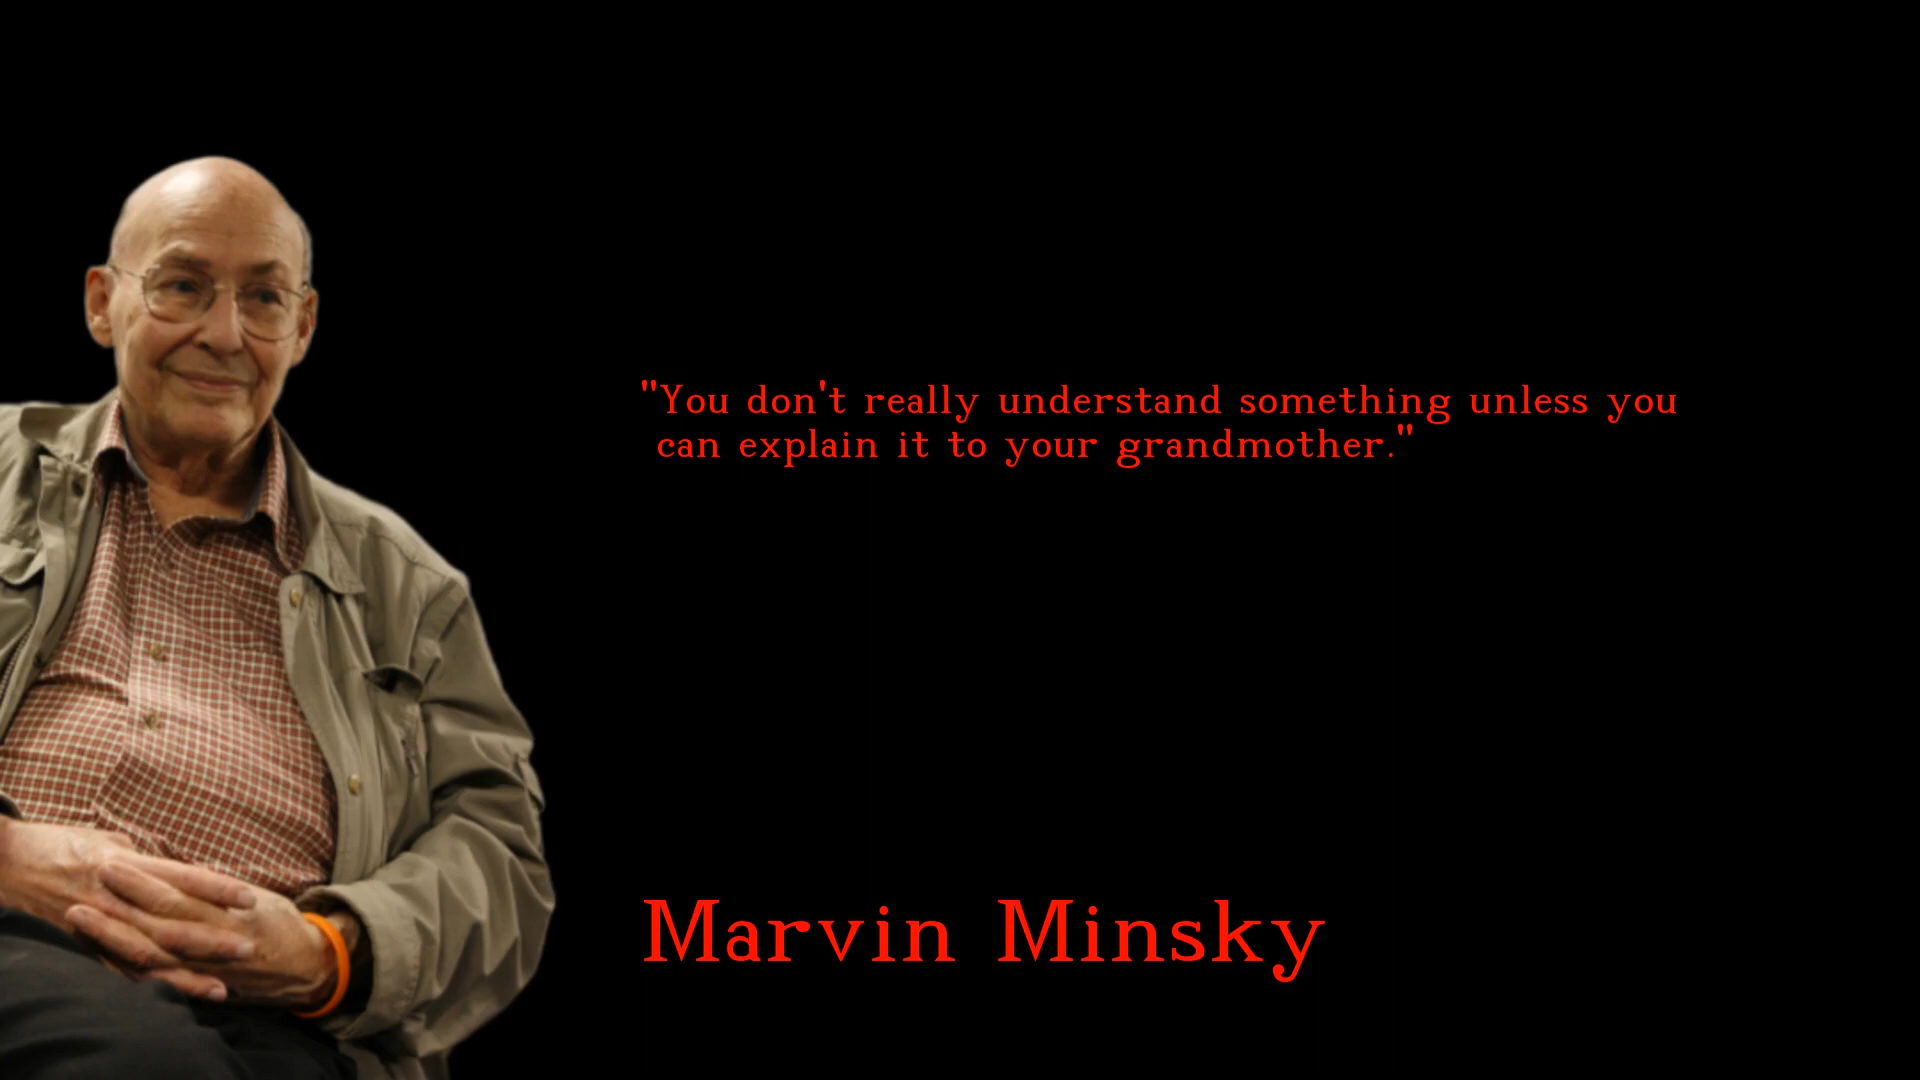 "You don't really understand something unless you
can explain it to your grandmother."
Marvin Minsky